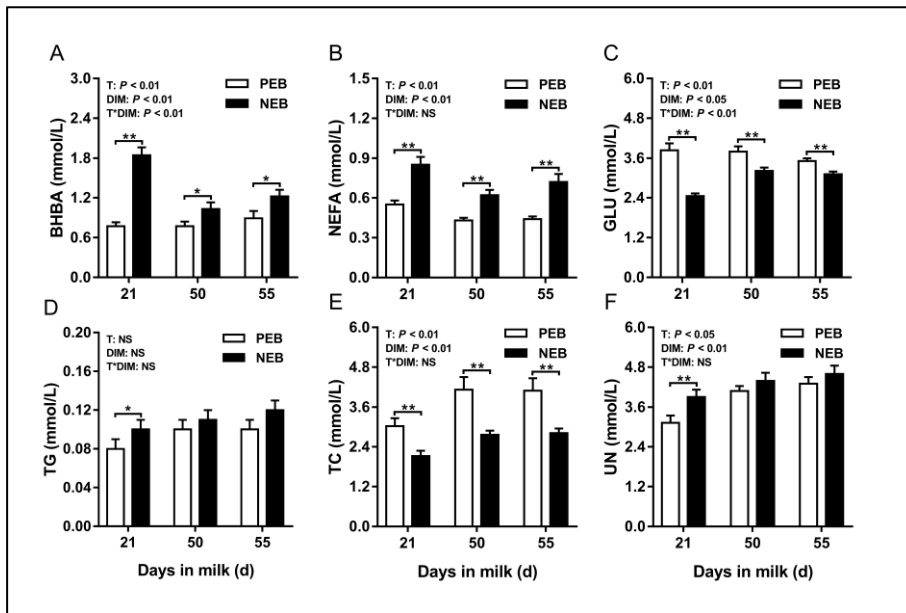 A
BHBA (mmol/L)
3.0
2.4
1.8
1.2
0.6
0.0
T: P < 0.01
DIM: P < 0.01
T*DIM: P < 0.01
PEB
NEB
**
*
*
21
50
55
B
NEFA (mmol/L)
1.5
1.2
0.9
0.6
0.3
0.0
T: P < 0.01
DIM: P < 0.01
T*DIM: NS
PEB
NEB
**
**
**
21
50
55
C
GLU (mmol/L)
6.0
4.8
3.6
2.4
1.2
0.0
T: P < 0.01
DIM: P < 0.05
T*DIM: P < 0.01
PEB
NEB
**
**
**
21
50
55
D
TG (mmol/L)
0.20
0.16
0.12
0.08
0.04
0.00
T: NS
DIM: NS
T*DIM: NS
PEB
NEB
*
21
50
55
Days in milk (d)
E
TC (mmol/L)
6.0
4.8
3.6
2.4
1.2
0.0
T: P < 0.01
DIM: P < 0.01
T*DIM: NS
PEB
NEB
**
**
**
21
50
55
Days in milk (d)
F
UN (mmol/L)
6.0
4.8
3.6
2.4
1.2
0.0
T: P < 0.05
DIM: P < 0.01
T*DIM: NS
PEB
NEB
**
21
50
55
Days in milk (d)